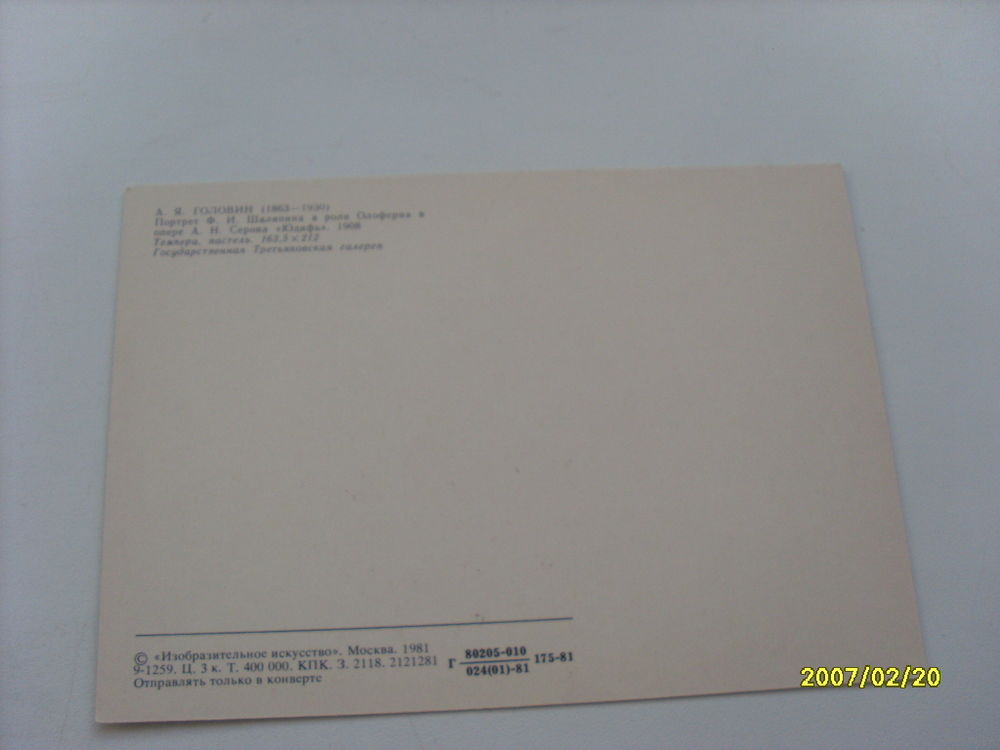 А. Я. ГОЛОВИН (1863—1930)
Портрет Ф. И. Шаляпина в роли Олоферна в
опере А. Н. Серова «Юдифь». 1908
Темпера, пастель. 163,5 × 212
Государственная Третьяковская галерея
© «Изобразительное искусство». Москва. 1981
9-1259. Ц. 3 к. Т. 400 000. КПК. З. 2118. 2121281
Отправлять только в конверте
Г 80205-010 175-81
024(01)-81
2007/02/20